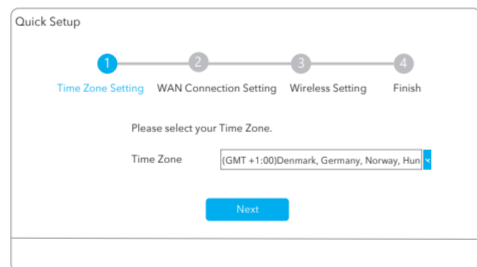 Quick Setup
1 2 3 4
Time Zone Setting WAN Connection Setting Wireless Setting Finish
Please select your Time Zone.
Time Zone (GMT +1:00)Denmark, Germany, Norway, Hun
Next